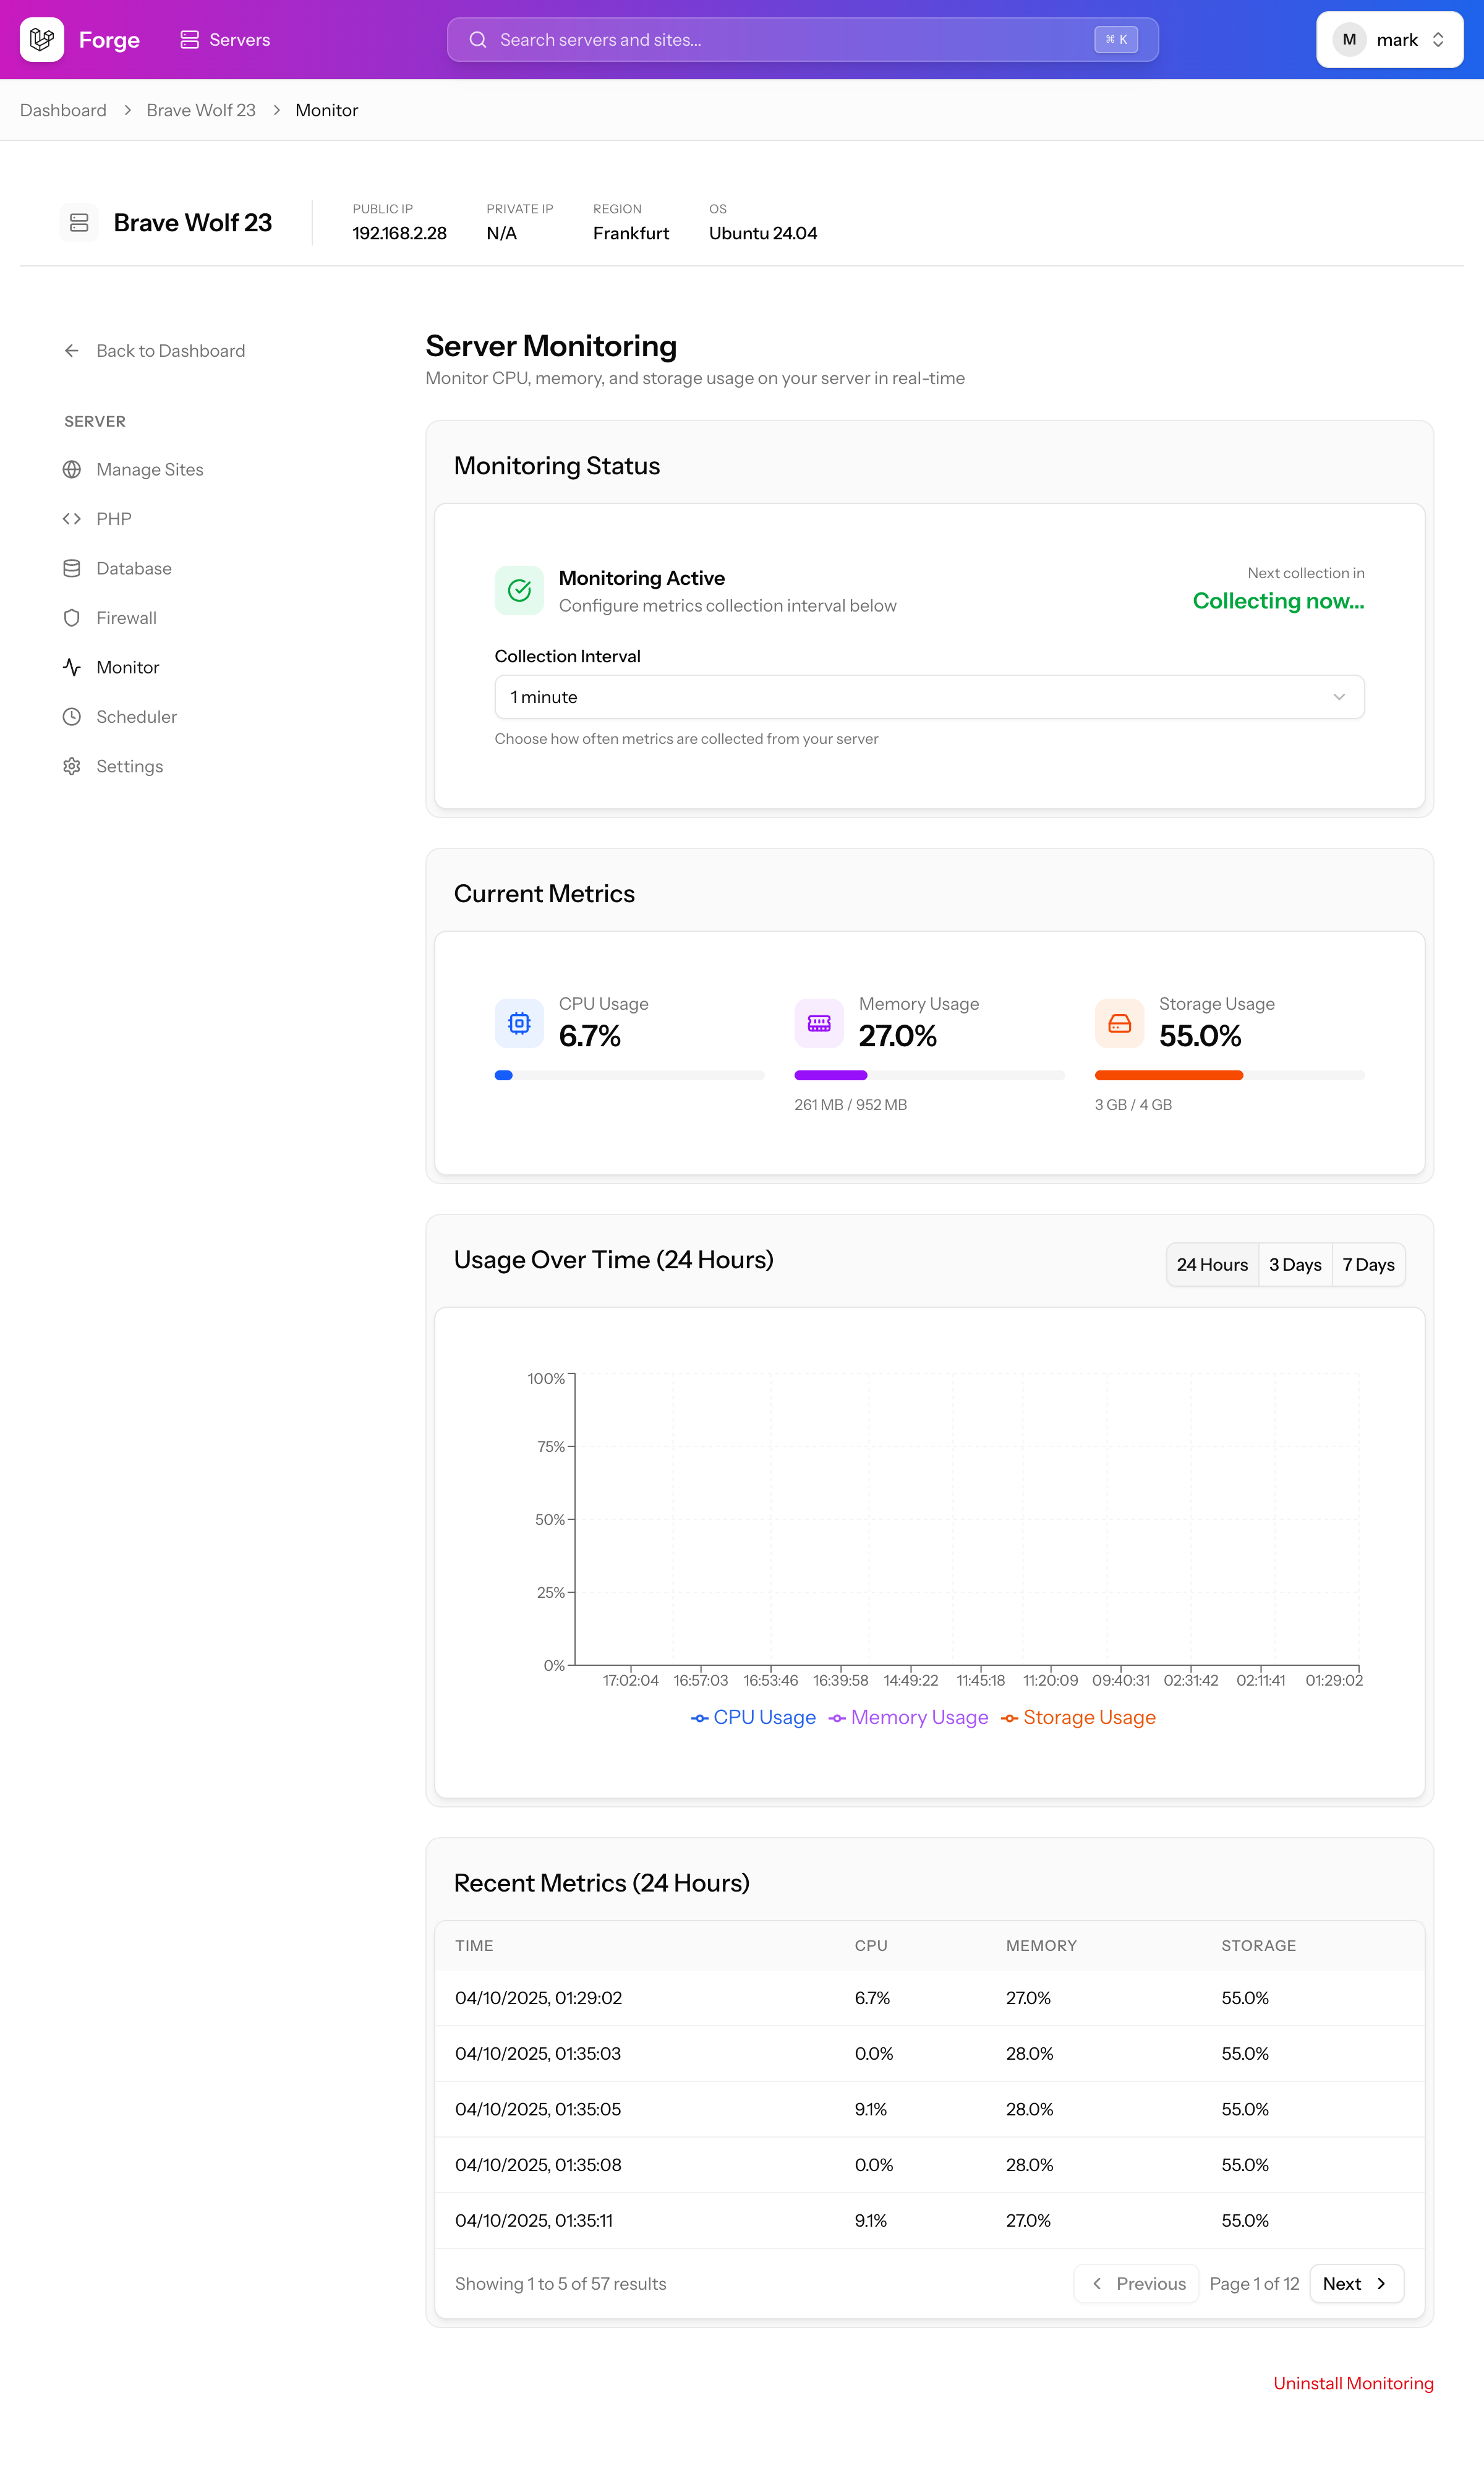 Forge
Servers
Search servers and sites...
⌘ K
M
mark
Dashboard > Brave Wolf 23 > Monitor
Brave Wolf 23
PUBLIC IP
192.168.2.28
PRIVATE IP
N/A
REGION
Frankfurt
OS
Ubuntu 24.04
Back to Dashboard
SERVER
Manage Sites
PHP
Database
Firewall
Monitor
Scheduler
Settings
Server Monitoring
Monitor CPU, memory, and storage usage on your server in real-time
Monitoring Status
Monitoring Active
Configure metrics collection interval below
Next collection in
Collecting now...
Collection Interval
1 minute
Choose how often metrics are collected from your server
Current Metrics
CPU Usage
6.7%
Memory Usage
27.0%
261 MB / 952 MB
Storage Usage
55.0%
3 GB / 4 GB
Usage Over Time (24 Hours)
24 Hours
3 Days
7 Days
100%
75%
50%
25%
0%
17:02:04 16:57:03 16:53:46 16:39:58 14:49:22 11:45:18 11:20:09 09:40:31 02:31:42 02:11:41 01:29:02
CPU Usage Memory Usage Storage Usage
Recent Metrics (24 Hours)
TIME CPU MEMORY STORAGE
04/10/2025, 01:29:02 6.7% 27.0% 55.0%
04/10/2025, 01:35:03 0.0% 28.0% 55.0%
04/10/2025, 01:35:05 9.1% 28.0% 55.0%
04/10/2025, 01:35:08 0.0% 28.0% 55.0%
04/10/2025, 01:35:11 9.1% 27.0% 55.0%
Showing 1 to 5 of 57 results
Previous
Page 1 of 12
Next
Uninstall Monitoring